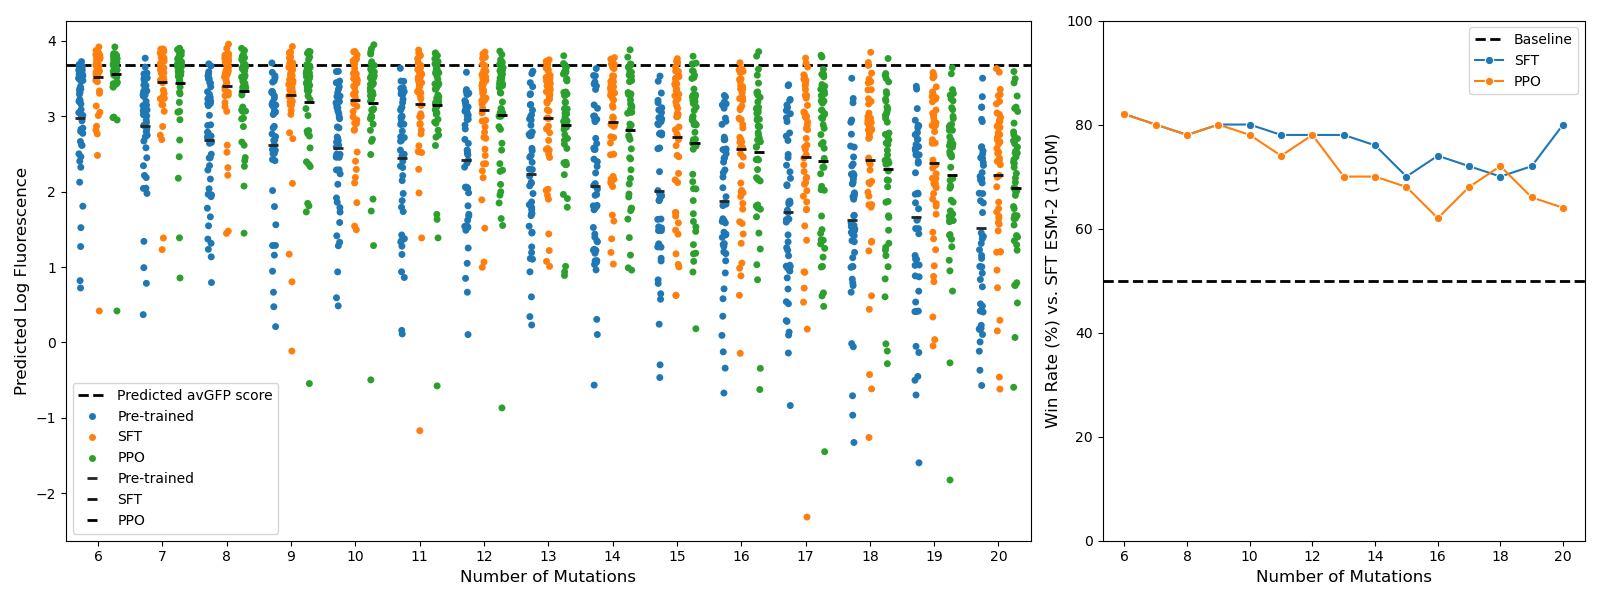 4
3
2
1
0
−1
−2
Predicted Log Fluorescence
6 7 8 9 10 11 12 13 14 15 16 17 18 19 20
Number of Mutations
Predicted avGFP score
Pre-trained
SFT
PPO
Pre-trained
SFT
PPO
100
80
60
40
20
0
Win Rate (%) vs. SFT ESM-2 (150M)
6 8 10 12 14 16 18 20
Number of Mutations
Baseline
SFT
PPO